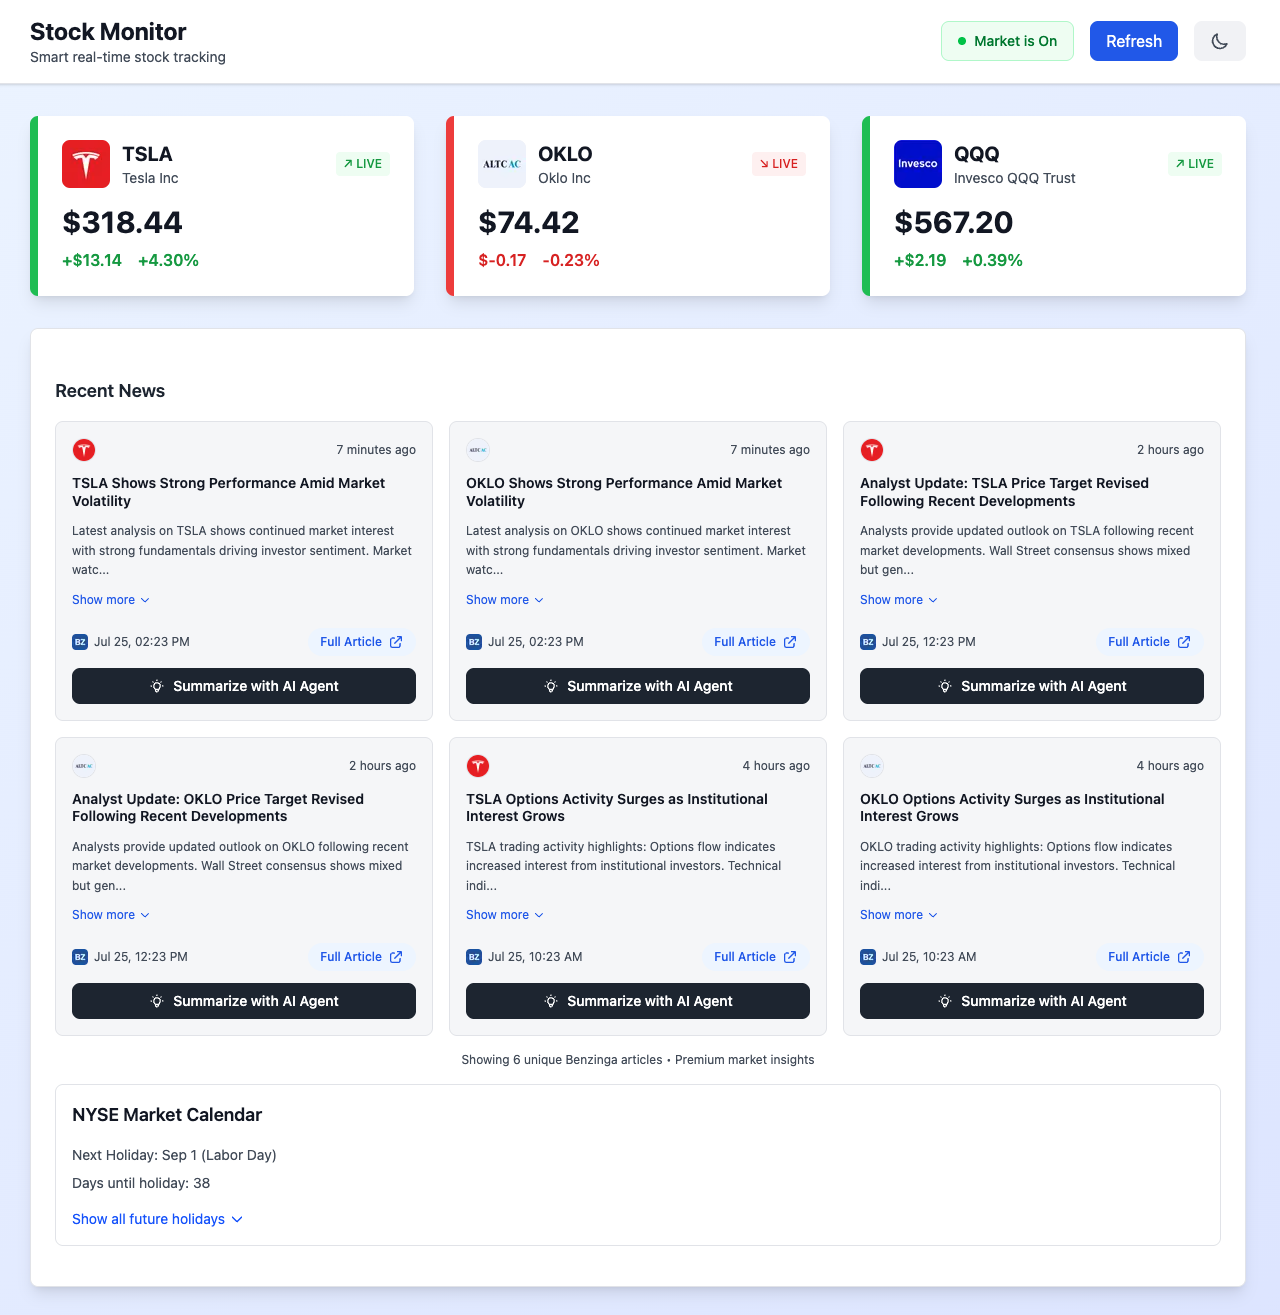 Stock Monitor
Smart real-time stock tracking
Market is On
Refresh
TSLA
Tesla Inc
LIVE
$318.44
+$13.14 +4.30%
ALTC AC
OKLO
Oklo Inc
LIVE
$74.42
$-0.17 -0.23%
Invesco
QQQ
Invesco QQQ Trust
LIVE
$567.20
+$2.19 +0.39%
Recent News
7 minutes ago
TSLA Shows Strong Performance Amid Market
Volatility
Latest analysis on TSLA shows continued market interest
with strong fundamentals driving investor sentiment. Market
watc...
Show more
BZ Jul 25, 02:23 PM
Full Article
Summarize with AI Agent
ALTC AC
7 minutes ago
OKLO Shows Strong Performance Amid Market
Volatility
Latest analysis on OKLO shows continued market interest
with strong fundamentals driving investor sentiment. Market
watc...
Show more
BZ Jul 25, 02:23 PM
Full Article
Summarize with AI Agent
2 hours ago
Analyst Update: TSLA Price Target Revised
Following Recent Developments
Analysts provide updated outlook on TSLA following recent
market developments. Wall Street consensus shows mixed
but gen...
Show more
BZ Jul 25, 12:23 PM
Full Article
Summarize with AI Agent
ALTC AC
2 hours ago
Analyst Update: OKLO Price Target Revised
Following Recent Developments
Analysts provide updated outlook on OKLO following recent
market developments. Wall Street consensus shows mixed
but gen...
Show more
BZ Jul 25, 12:23 PM
Full Article
Summarize with AI Agent
4 hours ago
TSLA Options Activity Surges as Institutional
Interest Grows
TSLA trading activity highlights: Options flow indicates
increased interest from institutional investors. Technical
indi...
Show more
BZ Jul 25, 10:23 AM
Full Article
Summarize with AI Agent
ALTC AC
4 hours ago
OKLO Options Activity Surges as Institutional
Interest Grows
OKLO trading activity highlights: Options flow indicates
increased interest from institutional investors. Technical
indi...
Show more
BZ Jul 25, 10:23 AM
Full Article
Summarize with AI Agent
Showing 6 unique Benzinga articles • Premium market insights
NYSE Market Calendar
Next Holiday: Sep 1 (Labor Day)
Days until holiday: 38
Show all future holidays